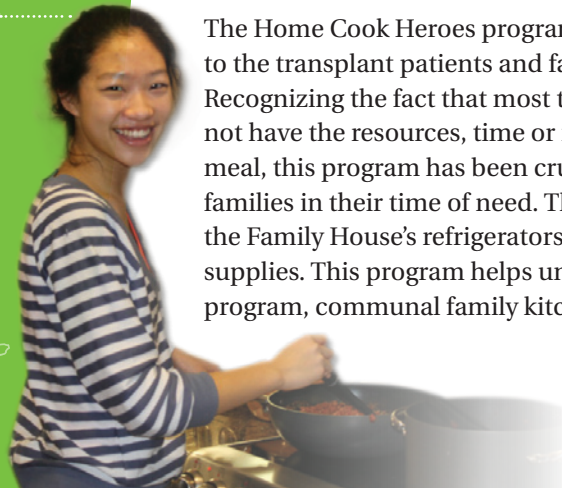 The Home Cook Heroes program
to the transplant patients and fa
Recognizing the fact that most t
not have the resources, time or
meal, this program has been cru
families in their time of need. Th
the Family House's refrigerators
supplies. This program helps un
program, communal family kitc